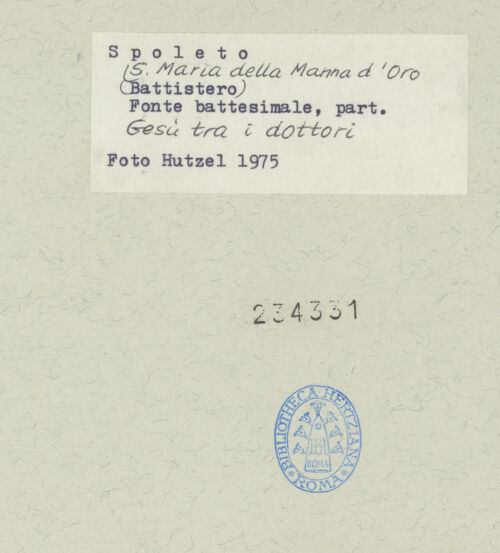 Spoleto
S. Maria della Manna d'Oro
(Battistero)
Fonte battesimale, part.
Gesù tra i dottori
Foto Hutzel 1975
234331
BIBLIOTHECA HERTZIANA
*ROMA*
ROMA